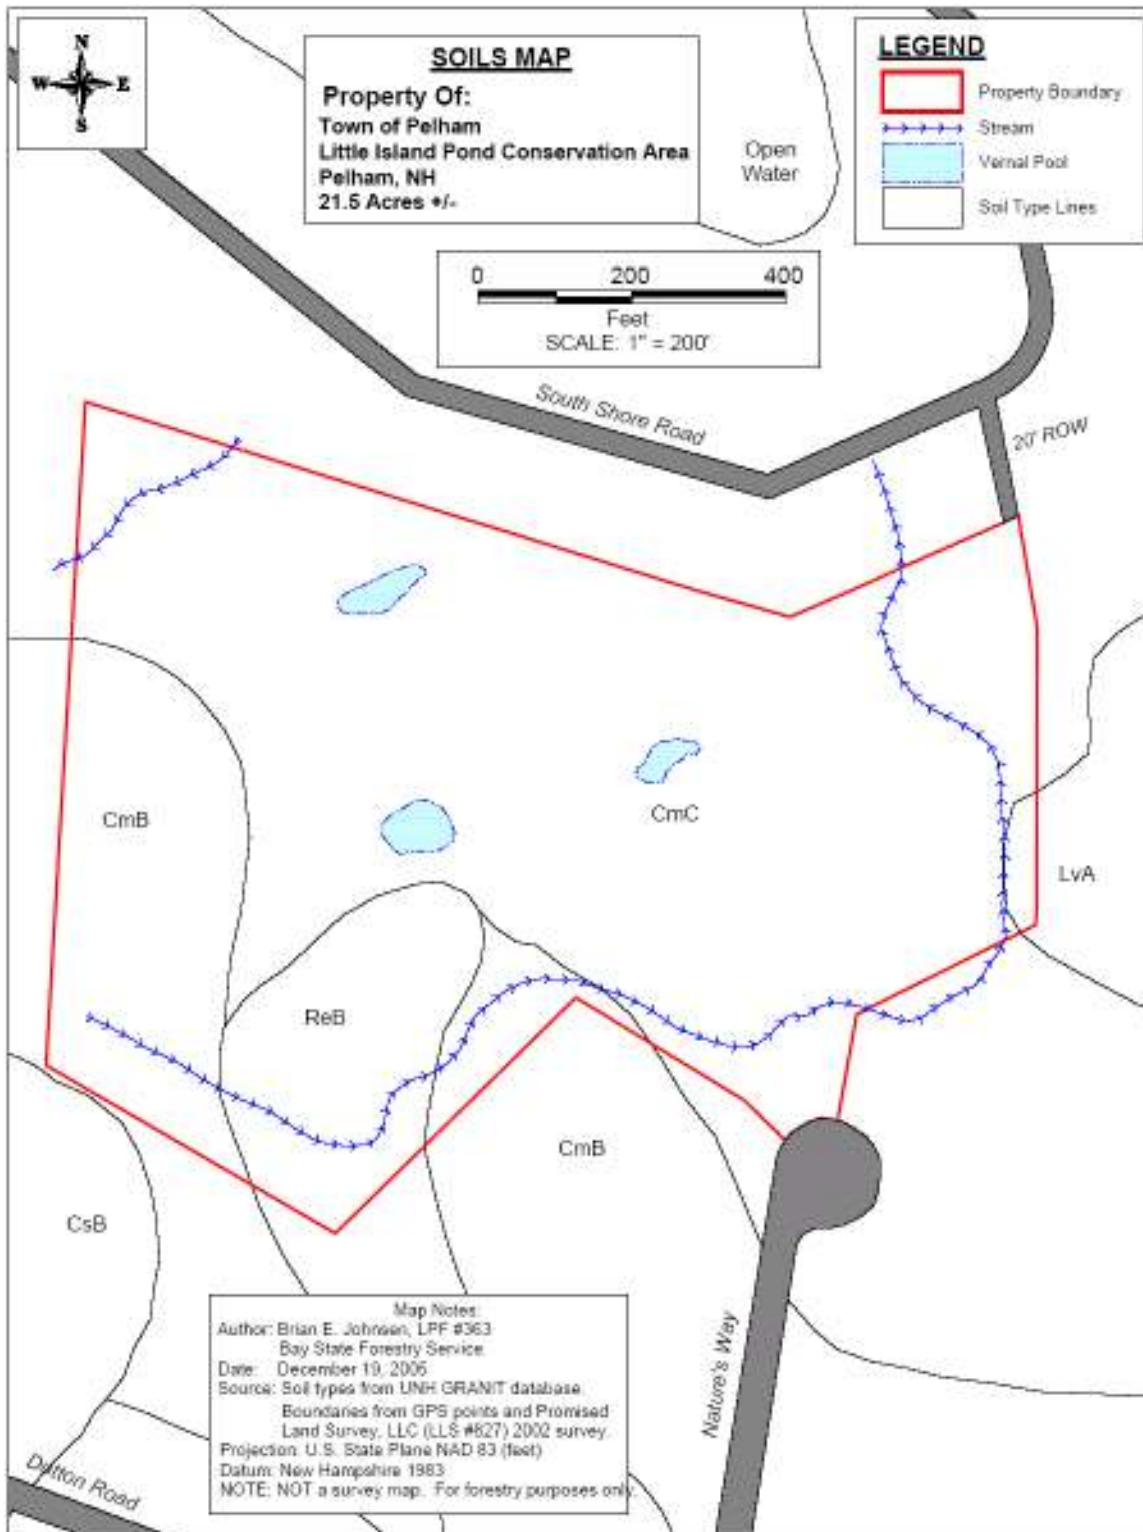 N
W E
S
SOILS MAP
Property Of:
Town of Pelham
Little Island Pond Conservation Area
Pelham, NH
21.5 Acres +/-
Open
Water
LEGEND
Property Boundary
Stream
Vernal Pool
Soil Type Lines
0 200 400
Feet
SCALE: 1" = 200'
South Shore Road
20' ROW
CmB
CmC
LvA
ReB
CmB
CsB
Nature's Way
Dutton Road
Map Notes:
Author: Brian E. Johnsen, LPF #363
Bay State Forestry Service
Date: December 19, 2006
Source: Soil types from UNH GRANIT database.
Boundaries from GPS points and Promised
Land Survey, LLC (LLS #827) 2002 survey.
Projection: U.S. State Plane NAD 83 (feet)
Datum: New Hampshire 1983
NOTE: NOT a survey map. For forestry purposes only.